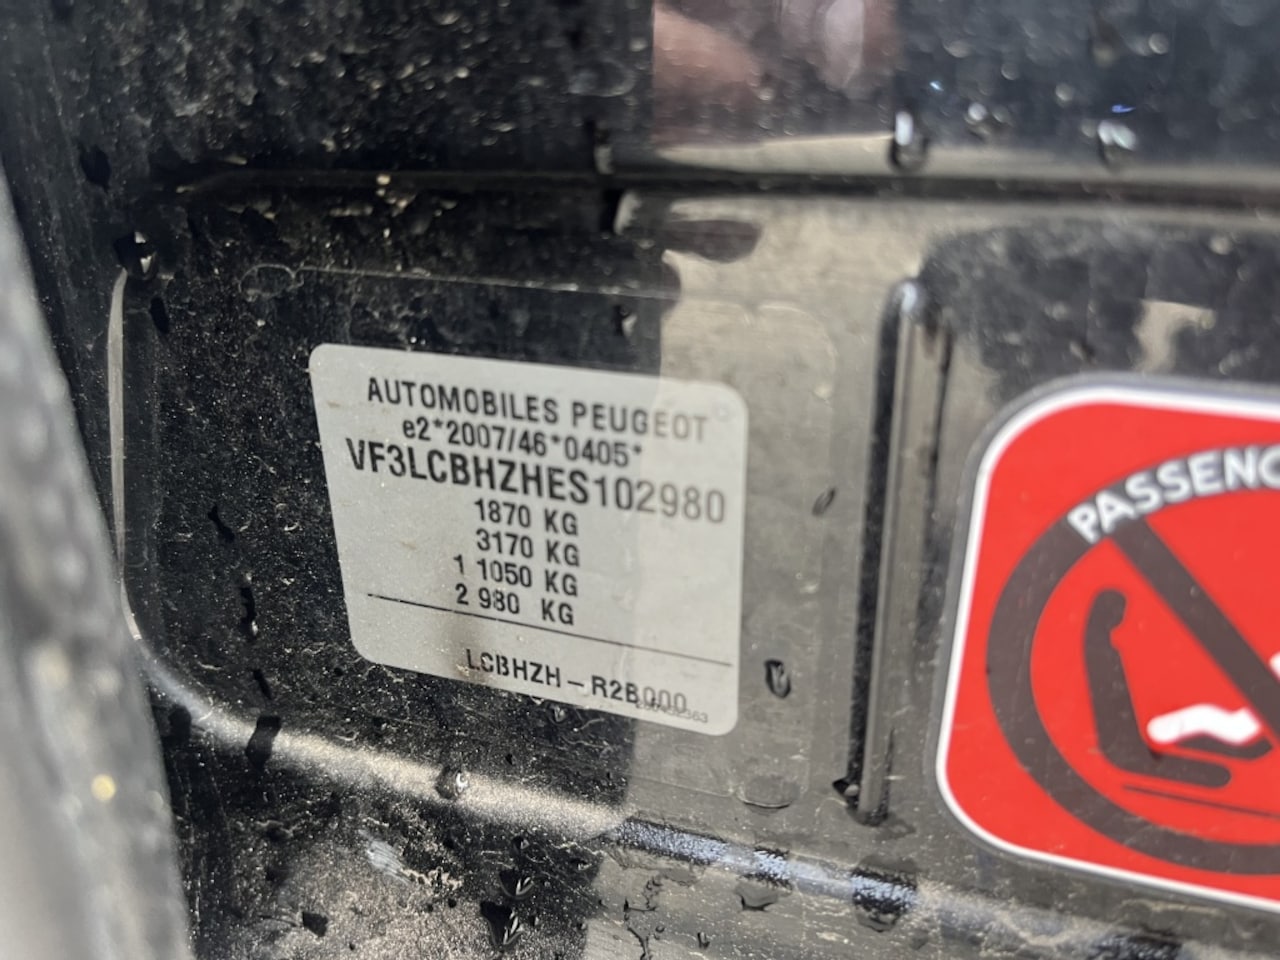 AUTOMOBILES PEUGEOT
e2*2007/46*0405*
VF3LCBHZHES102980
1870 KG
3170 KG
1 1050 KG
2 980 KG
LCBHZH-R2B000
PASSENG